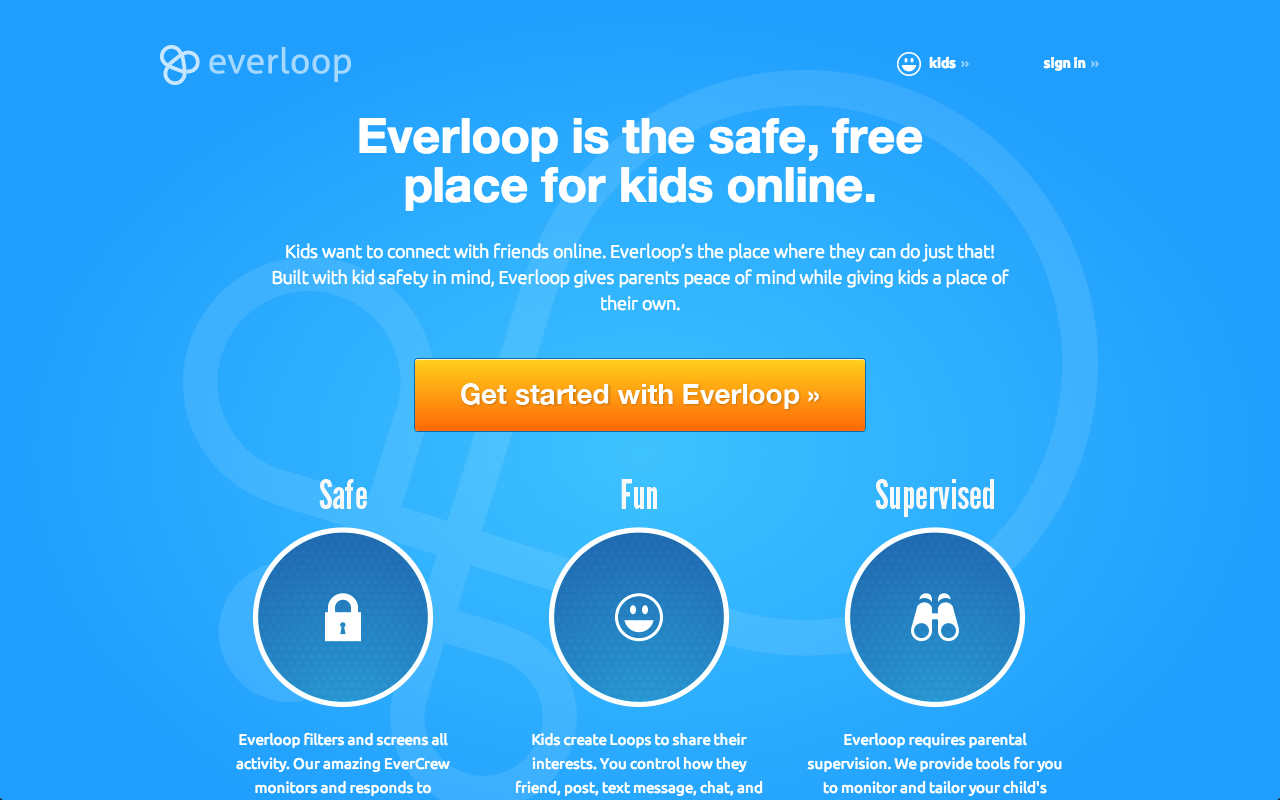 everloop
kids »
sign in »
Everloop is the safe, free
place for kids online.
Kids want to connect with friends online. Everloop’s the place where they can do just that!
Built with kid safety in mind, Everloop gives parents peace of mind while giving kids a place of
their own.
Get started with Everloop »
Safe
Fun
Supervised
Everloop filters and screens all
activity. Our amazing EverCrew
monitors and responds to
Kids create Loops to share their
interests. You control how they
friend, post, text message, chat, and
Everloop requires parental
supervision. We provide tools for you
to monitor and tailor your child's